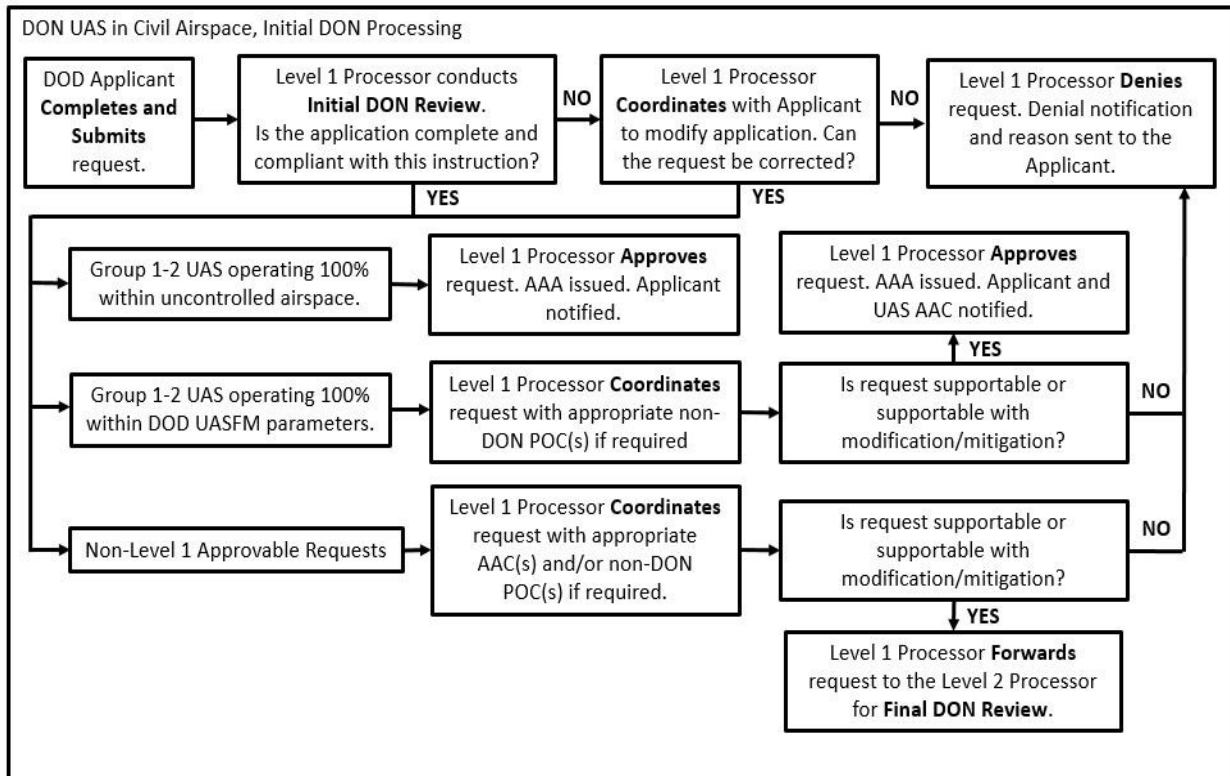 DON UAS in Civil Airspace, Initial DON Processing
DOD Applicant
Completes and
Submits
request.
Level 1 Processor conducts
Initial DON Review.
Is the application complete and
compliant with this instruction?
NO
Level 1 Processor
Coordinates with Applicant
to modify application. Can
the request be corrected?
NO
Level 1 Processor Denies
request. Denial notification
and reason sent to the
Applicant.
YES
YES
Group 1-2 UAS operating 100%
within uncontrolled airspace.
Level 1 Processor Approves
request. AAA issued. Applicant
notified.
Level 1 Processor Approves
request. AAA issued. Applicant and
UAS AAC notified.
YES
Group 1-2 UAS operating 100%
within DOD UASFM parameters.
Level 1 Processor Coordinates
request with appropriate non-
DON POC(s) if required
Is request supportable or
supportable with
modification/mitigation?
NO
Non-Level 1 Approvable Requests
Level 1 Processor Coordinates
request with appropriate
AAC(s) and/or non-DON
POC(s) if required.
Is request supportable or
supportable with
modification/mitigation?
NO
YES
Level 1 Processor Forwards
request to the Level 2 Processor
for Final DON Review.